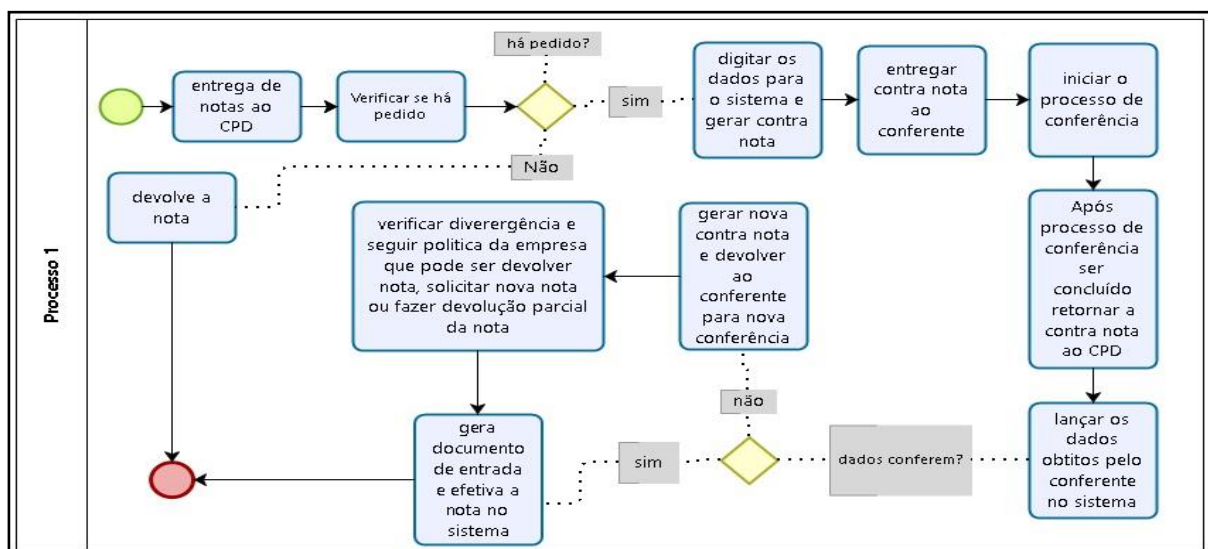 Processo 1
entrega de
notas ao
CPD
Verificar se há
pedido
há pedido?
sim
Não
digitar os
dados para
o sistema e
gerar contra
nota
entregar
contra nota
ao
conferente
iniciar o
processo de
conferência
devolve a
nota
verificar diverergência e
seguir politica da empresa
que pode ser devolver
nota, solicitar nova nota
ou fazer devolução parcial
da nota
gerar nova
contra nota
e devolver
ao
conferente
para nova
conferência
Após
processo de
conferência
ser
concluído
retornar a
contra nota
ao CPD
gera
documento
de entrada
e efetiva a
nota no
sistema
sim
não
dados conferem?
lançar os
dados
obtitos pelo
conferente
no sistema